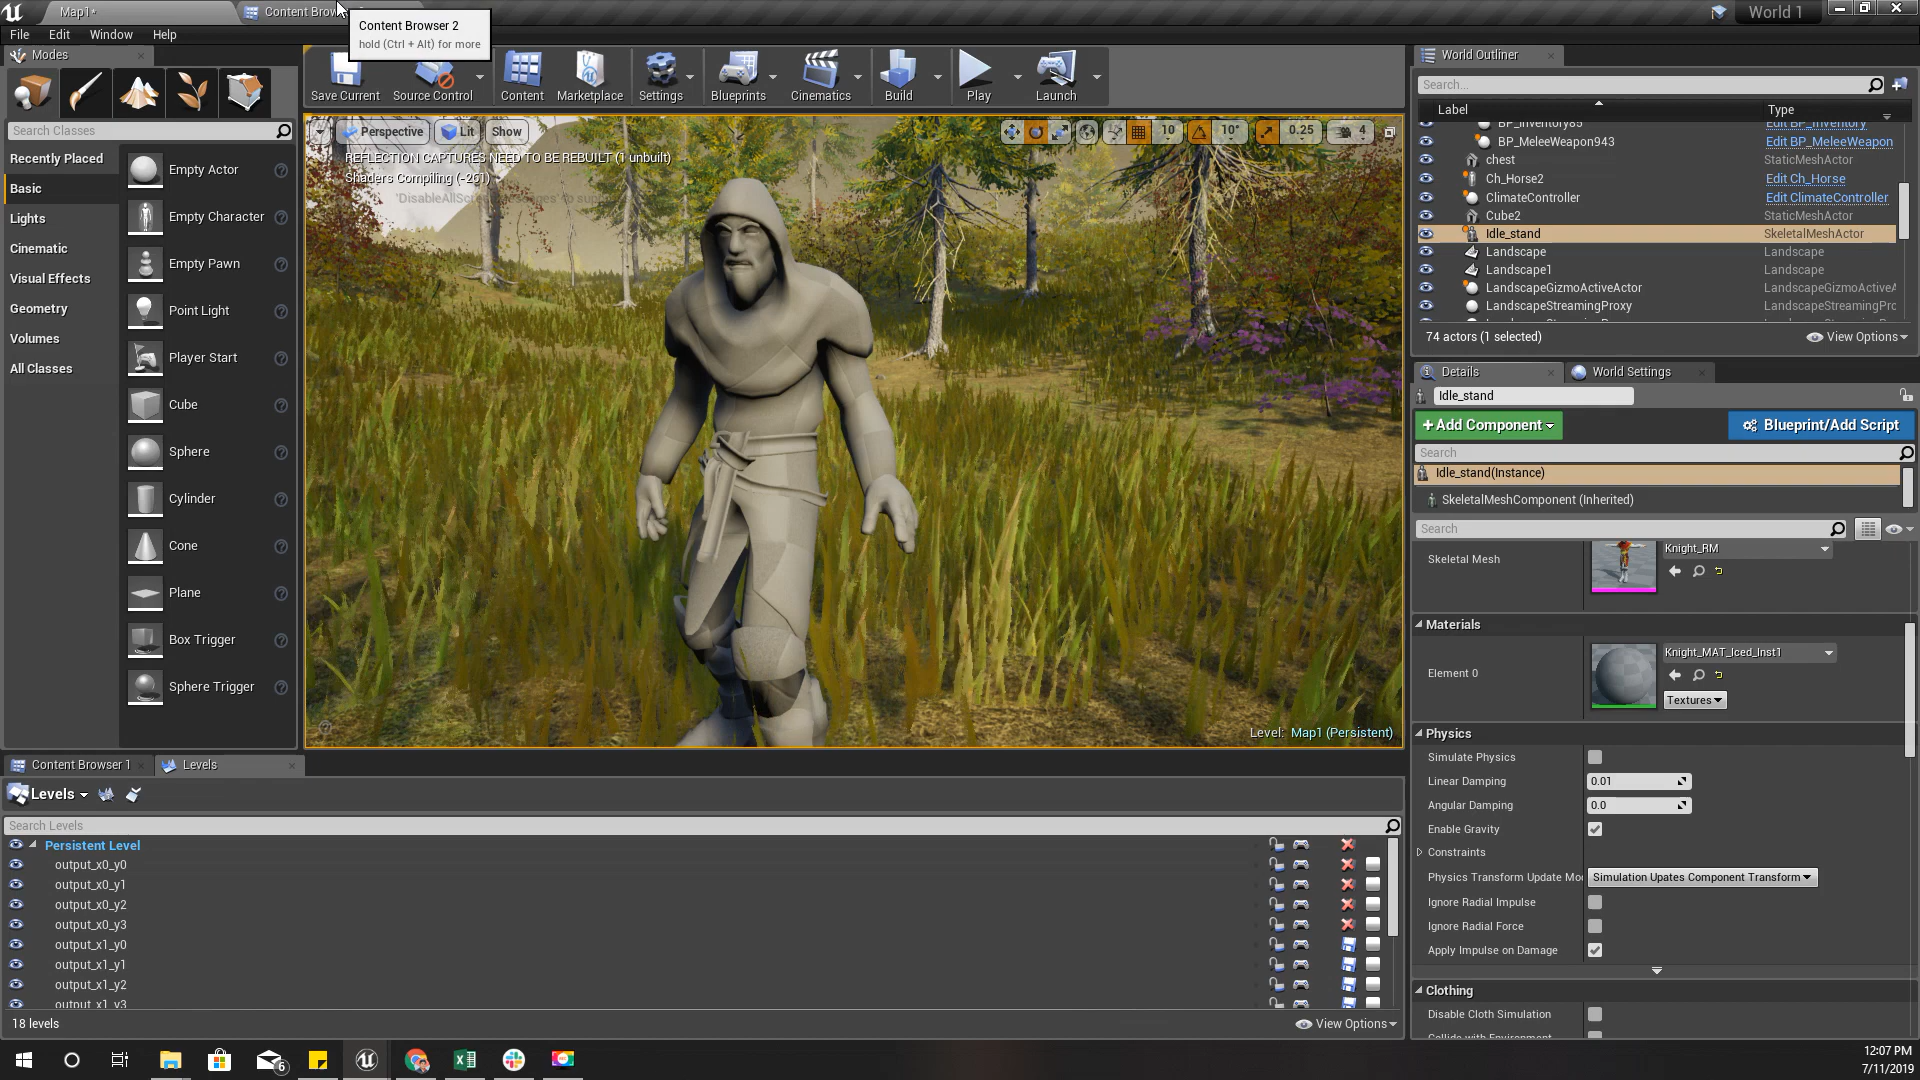 Map1*
Content Brow
World 1
Content Browser 2
hold (Ctrl + Alt) for more
File
Edit
Window
Help
Modes
Search Classes
Recently Placed
Basic
Lights
Cinematic
Visual Effects
Geometry
Volumes
All Classes
Empty Actor
Empty Character
Empty Pawn
Point Light
Player Start
Cube
Sphere
Cylinder
Cone
Plane
Box Trigger
Sphere Trigger
Save Current
Source Control
Content
Marketplace
Settings
Blueprints
Cinematics
Build
Play
Launch
Perspective
Lit
Show
10
10°
0.25
4
REFLECTION CAPTURES NEED TO BE REBUILT (1 unbuilt)
Shaders Compiling (-261)
Level: Map1 (Persistent)
World Outliner
Search...
Label
Type
BP_Inventory85
Edit BP_Inventory
BP_MeleeWeapon943
Edit BP_MeleeWeapon
chest
StaticMeshActor
Ch_Horse2
Edit Ch_Horse
ClimateController
Edit ClimateController
Cube2
StaticMeshActor
Idle_stand
SkeletalMeshActor
Landscape
Landscape
Landscape1
Landscape
LandscapeGizmoActiveActor
LandscapeGizmoActiveA
LandscapeStreamingProxy
LandscapeStreamingPrc
74 actors (1 selected)
View Options
Details
World Settings
Idle_stand
+Add Component
Blueprint/Add Script
Search
Idle_stand(Instance)
SkeletalMeshComponent (Inherited)
Search
Skeletal Mesh
Knight_RM
Materials
Element 0
Knight_MAT_Iced_Inst1
Textures
Physics
Simulate Physics
Linear Damping
0.01
Angular Damping
0.0
Enable Gravity
Constraints
Physics Transform Update Mo
Simulation Upates Component Transform
Ignore Radial Impulse
Ignore Radial Force
Apply Impulse on Damage
Clothing
Disable Cloth Simulation
Collide with Environment
Content Browser 1
Levels
Levels
Search Levels
Persistent Level
output_x0_y0
output_x0_y1
output_x0_y2
output_x0_y3
output_x1_y0
output_x1_y1
output_x1_y2
output_x1_y3
18 levels
View Options
6
12:07 PM
7/11/2019